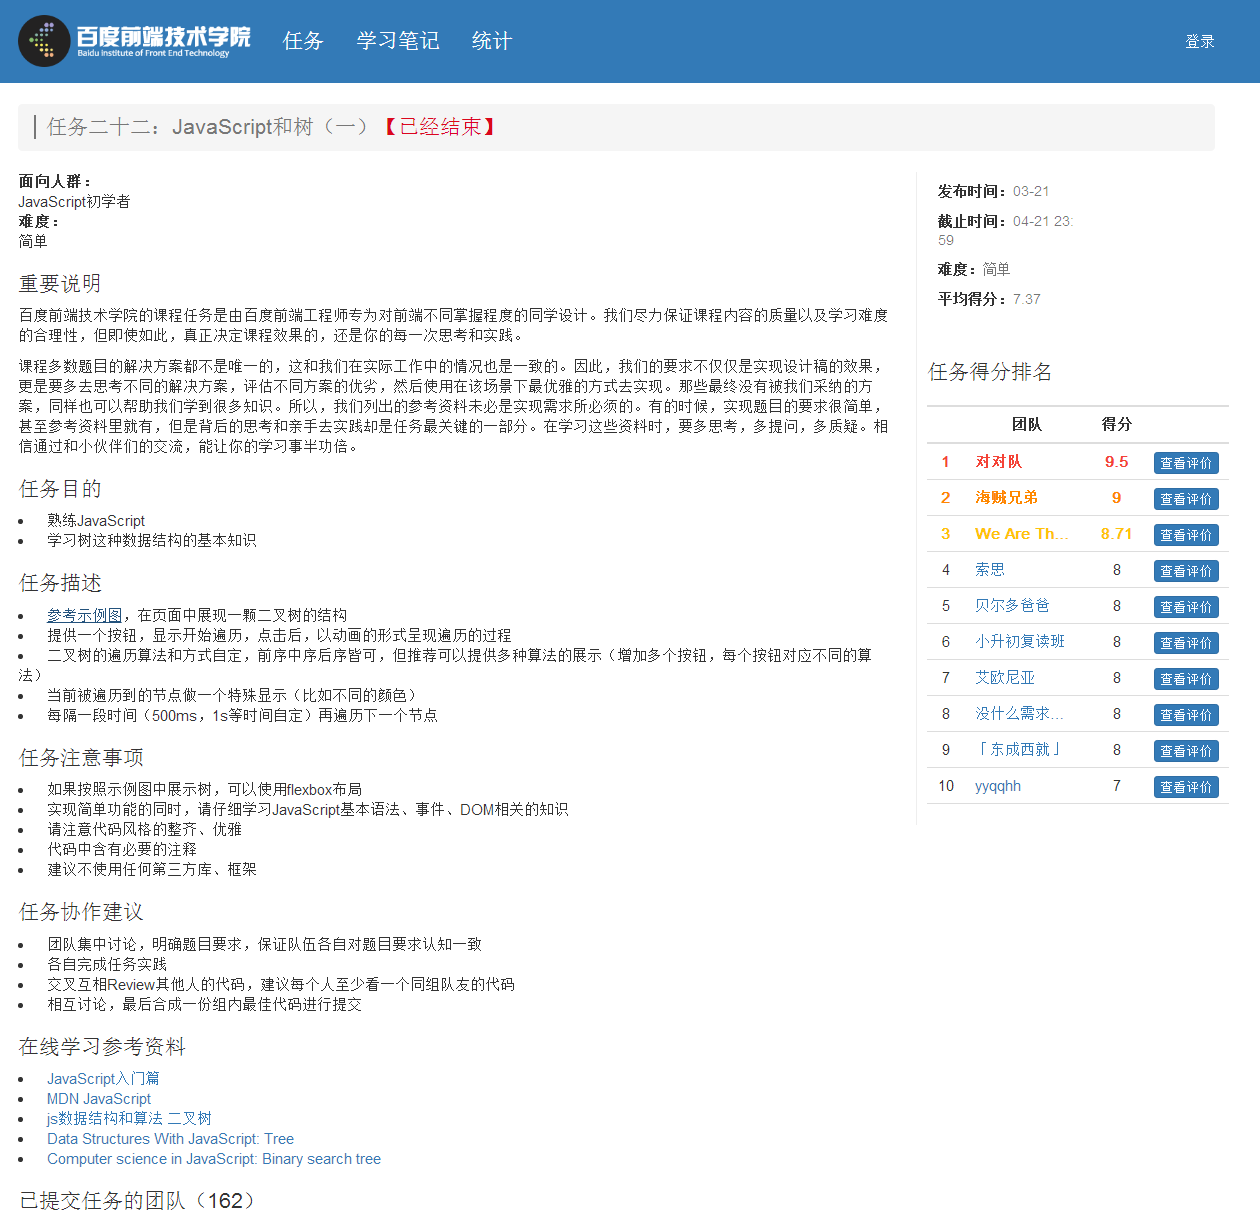 百度前端技术学院
Baidu Institute of Front End Technology
任务 学习笔记 统计 登录
任务二十二：JavaScript和树（一）【已经结束】
面向人群：
JavaScript初学者
难度：
简单
重要说明
百度前端技术学院的课程任务是由百度前端工程师专为对前端不同掌握程度的同学设计。我们尽力保证课程内容的质量以及学习难度
的合理性，但即使如此，真正决定课程效果的，还是你的每一次思考和实践。
课程多数题目的解决方案都不是唯一的，这和我们在实际工作中的情况也是一致的。因此，我们的要求不仅仅是实现设计稿的效果，
更是要多去思考不同的解决方案，评估不同方案的优劣，然后使用在该场景下最优雅的方式去实现。那些最终没有被我们采纳的方
案，同样也可以帮助我们学到很多知识。所以，我们列出的参考资料未必是实现需求所必须的。有的时候，实现题目的要求很简单，
甚至参考资料里就有，但是背后的思考和亲手去实践却是任务最关键的一部分。在学习这些资料时，要多思考，多提问，多质疑。相
信通过和小伙伴们的交流，能让你的学习事半功倍。
任务目的
• 熟练JavaScript
• 学习树这种数据结构的基本知识
任务描述
• 参考示例图，在页面中展现一颗二叉树的结构
• 提供一个按钮，显示开始遍历，点击后，以动画的形式呈现遍历的过程
• 二叉树的遍历算法和方式自定，前序中序后序皆可，但推荐可以提供多种算法的展示（增加多个按钮，每个按钮对应不同的算
法）
• 当前被遍历到的节点做一个特殊显示（比如不同的颜色）
• 每隔一段时间（500ms，1s等时间自定）再遍历下一个节点
任务注意事项
• 如果按照示例图中展示树，可以使用flexbox布局
• 实现简单功能的同时，请仔细学习JavaScript基本语法、事件、DOM相关的知识
• 请注意代码风格的整齐、优雅
• 代码中含有必要的注释
• 建议不使用任何第三方库、框架
任务协作建议
• 团队集中讨论，明确题目要求，保证队伍各自对题目要求认知一致
• 各自完成任务实践
• 交叉互相Review其他人的代码，建议每个人至少看一个同组队友的代码
• 相互讨论，最后合成一份组内最佳代码进行提交
在线学习参考资料
• JavaScript入门篇
• MDN JavaScript
• js数据结构和算法 二叉树
• Data Structures With JavaScript: Tree
• Computer science in JavaScript: Binary search tree
已提交任务的团队（162）
发布时间：03-21
截止时间：04-21 23:
59
难度：简单
平均得分：7.37
任务得分排名
团队 得分
1 对对队 9.5 查看评价
2 海贼兄弟 9 查看评价
3 We Are Th... 8.71 查看评价
4 索思 8 查看评价
5 贝尔多爸爸 8 查看评价
6 小升初复读班 8 查看评价
7 艾欧尼亚 8 查看评价
8 没什么需求... 8 查看评价
9 「东成西就」 8 查看评价
10 yyqqhh 7 查看评价